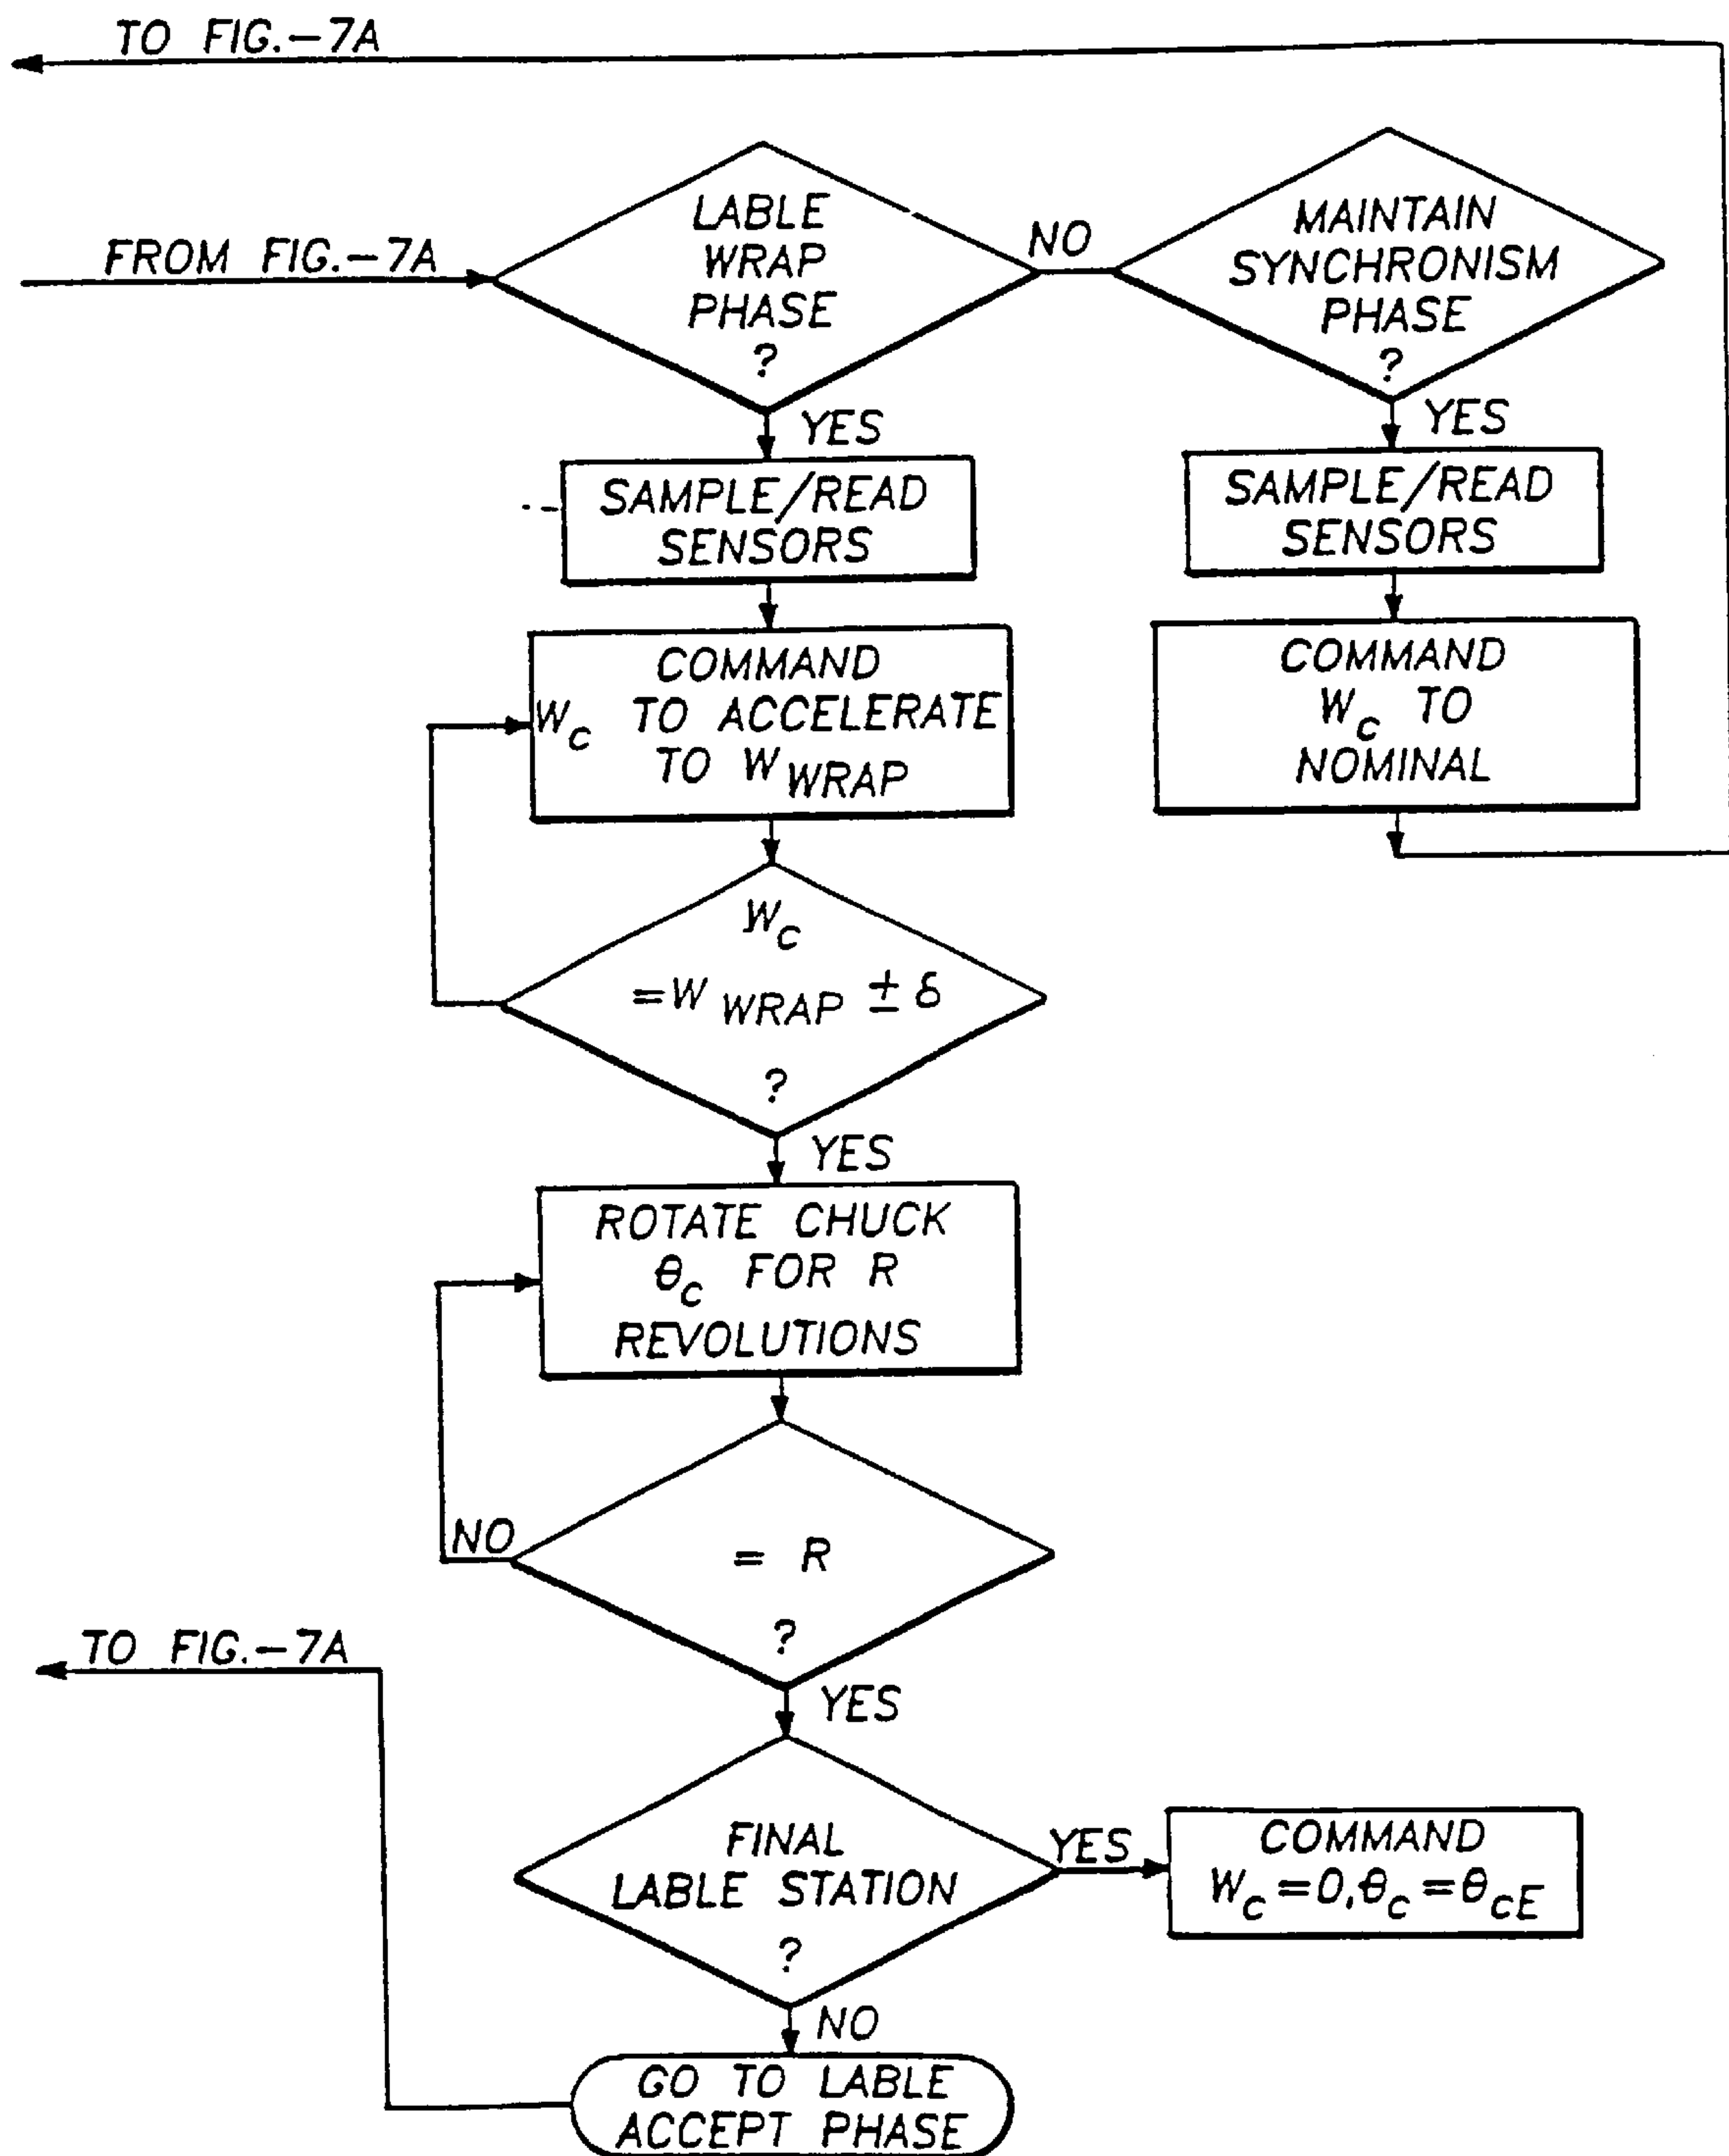 TO FIG.-7A
FROM FIG.-7A
LABLE
WRAP
PHASE
?
NO
MAINTAIN
SYNCHRONISM
PHASE
?
YES
SAMPLE/READ
SENSORS
YES
SAMPLE/READ
SENSORS
COMMAND
W_c TO ACCELERATE
TO W_WRAP
COMMAND
W_c TO
NOMINAL
W_c
=W_WRAP ± δ
?
YES
ROTATE CHUCK
θ_c FOR R
REVOLUTIONS
NO
= R
?
YES
TO FIG.-7A
FINAL
LABLE STATION
?
YES
COMMAND
W_c=0,θ_c=θ_cE
NO
GO TO LABLE
ACCEPT PHASE